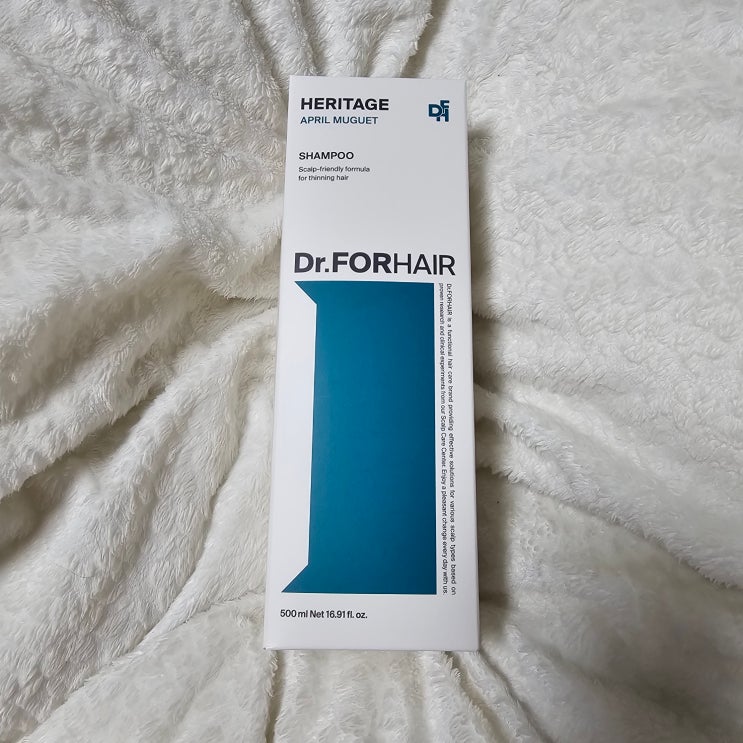 HERITAGE
APRIL MUGUET
DFH
SHAMPOO
Scalp-friendly formula
for thinning hair
Dr.FORHAIR
Dr.FORHAIR is a functional hair care brand providing effective solutions for various scalp types based on
proven research and clinical experiments from our Scalp Care Center. Enjoy a pleasant change every day with us.
500 ml Net 16.91 fl. oz.